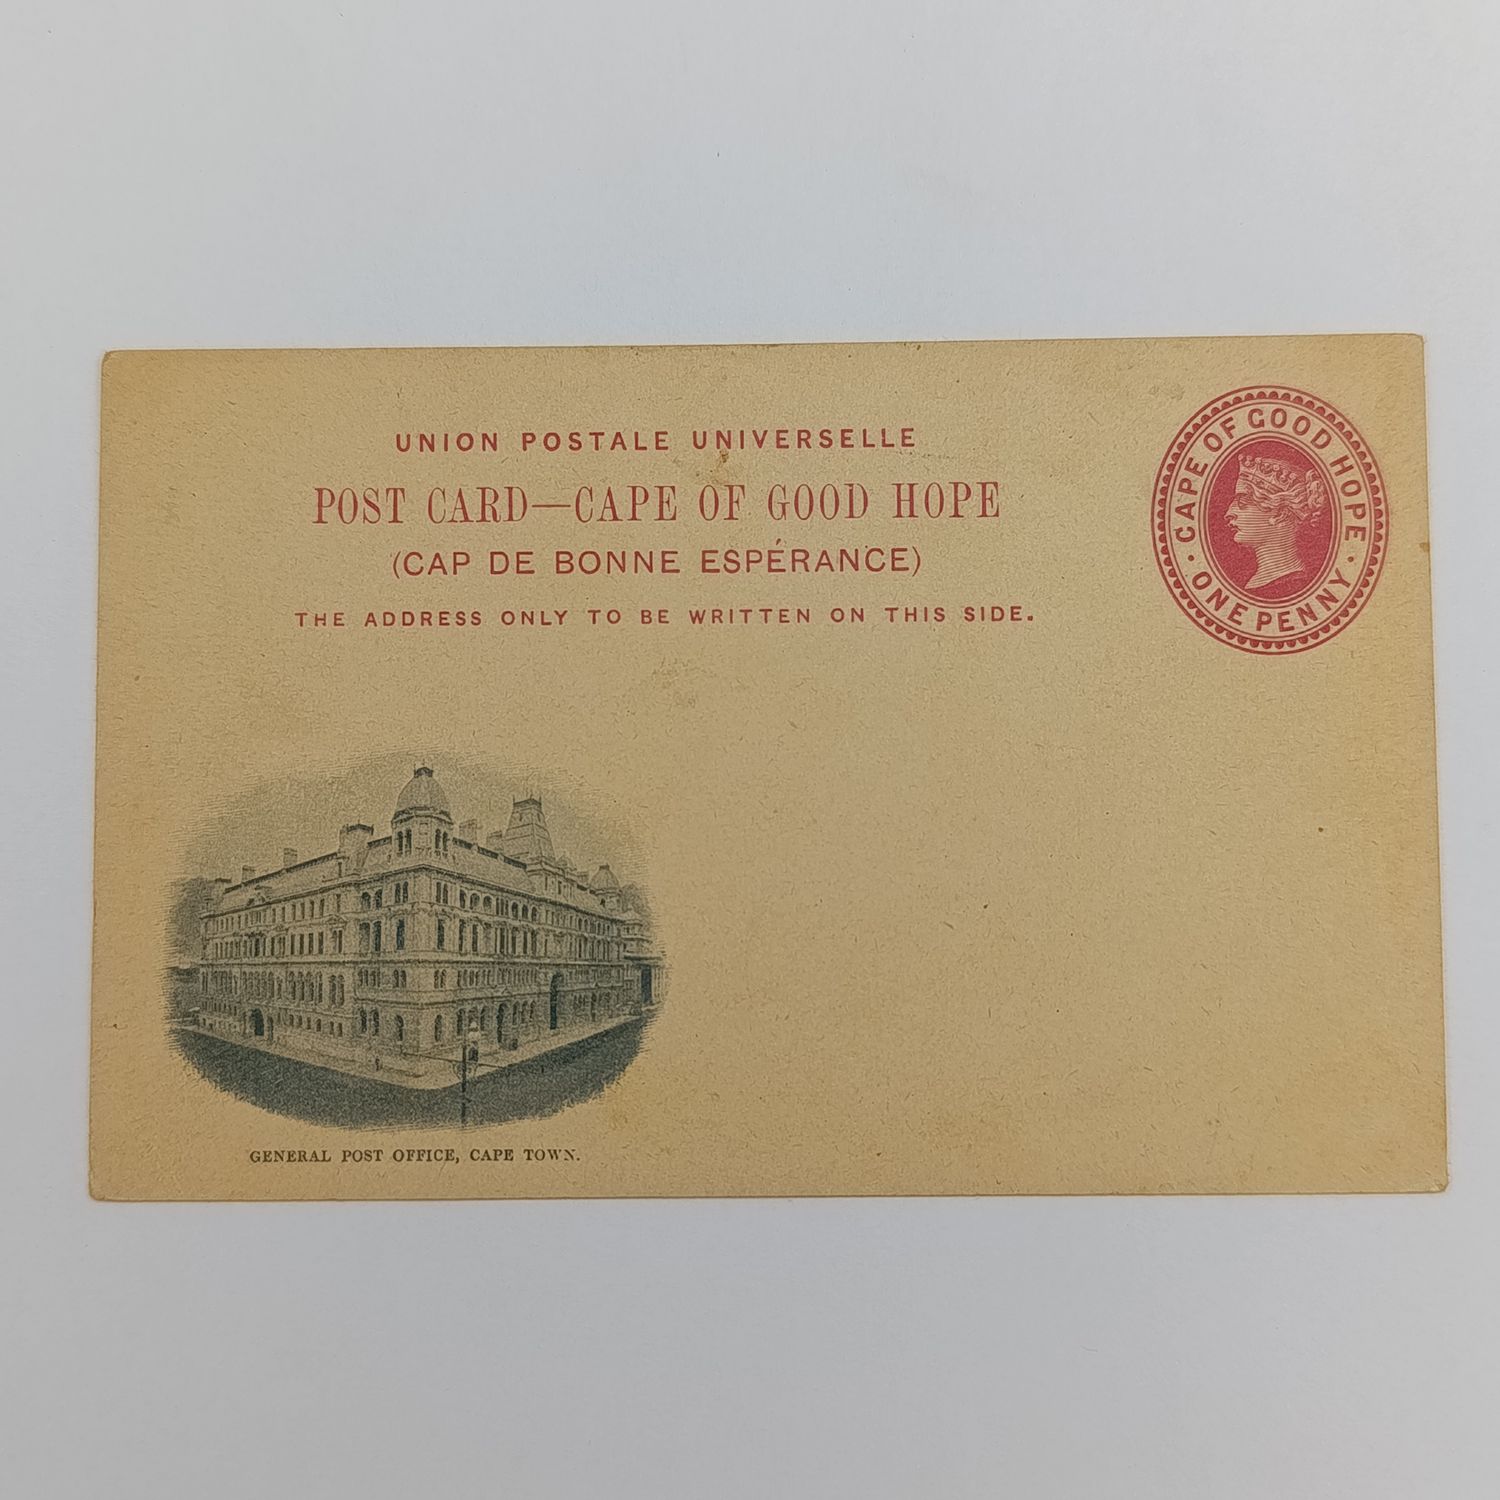 UNION POSTALE UNIVERSELLE
POST CARD—CAPE OF GOOD HOPE
(CAP DE BONNE ESPÉRANCE)
THE ADDRESS ONLY TO BE WRITTEN ON THIS SIDE.
CAPE OF GOOD HOPE
· ONE PENNY ·
GENERAL POST OFFICE, CAPE TOWN.